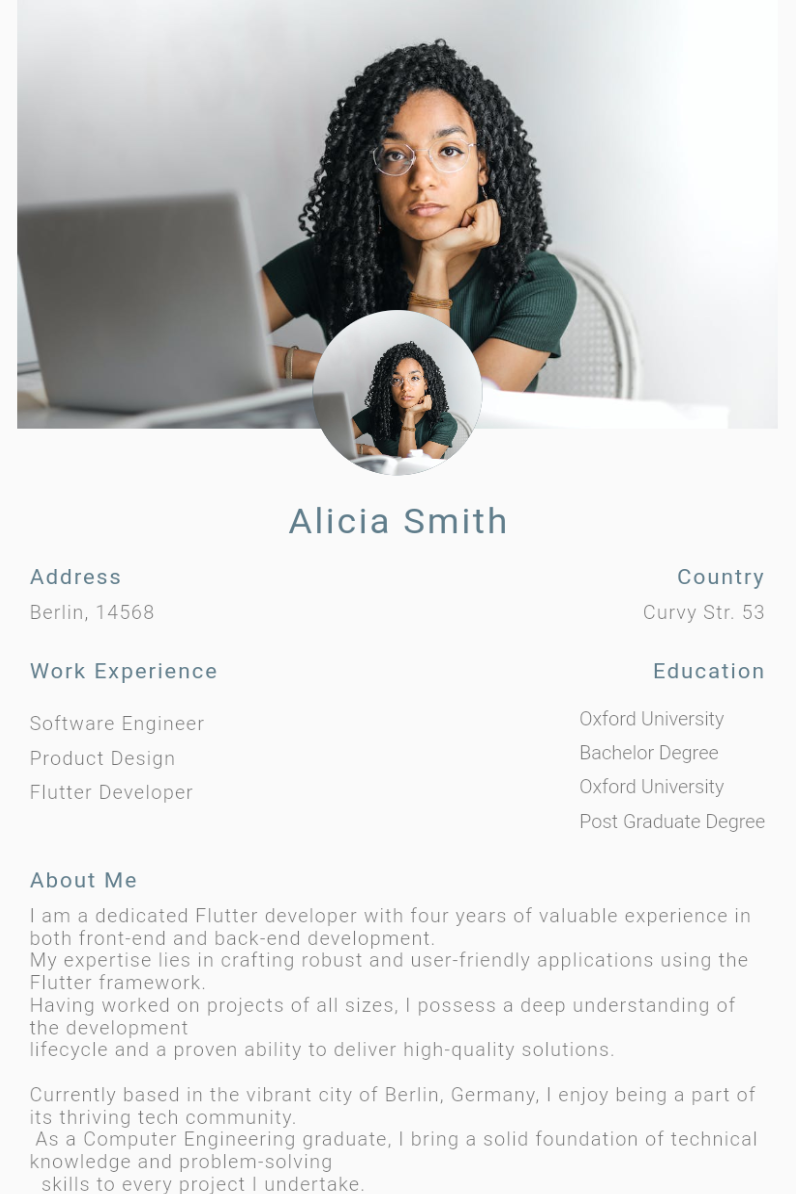 Alicia Smith
Address
Country
Berlin, 14568
Curvy Str. 53
Work Experience
Education
Software Engineer
Product Design
Flutter Developer
Oxford University
Bachelor Degree
Oxford University
Post Graduate Degree
About Me
I am a dedicated Flutter developer with four years of valuable experience in
both front-end and back-end development.
My expertise lies in crafting robust and user-friendly applications using the
Flutter framework.
Having worked on projects of all sizes, I possess a deep understanding of
the development
lifecycle and a proven ability to deliver high-quality solutions.
Currently based in the vibrant city of Berlin, Germany, I enjoy being a part of
its thriving tech community.
As a Computer Engineering graduate, I bring a solid foundation of technical
knowledge and problem-solving
skills to every project I undertake.